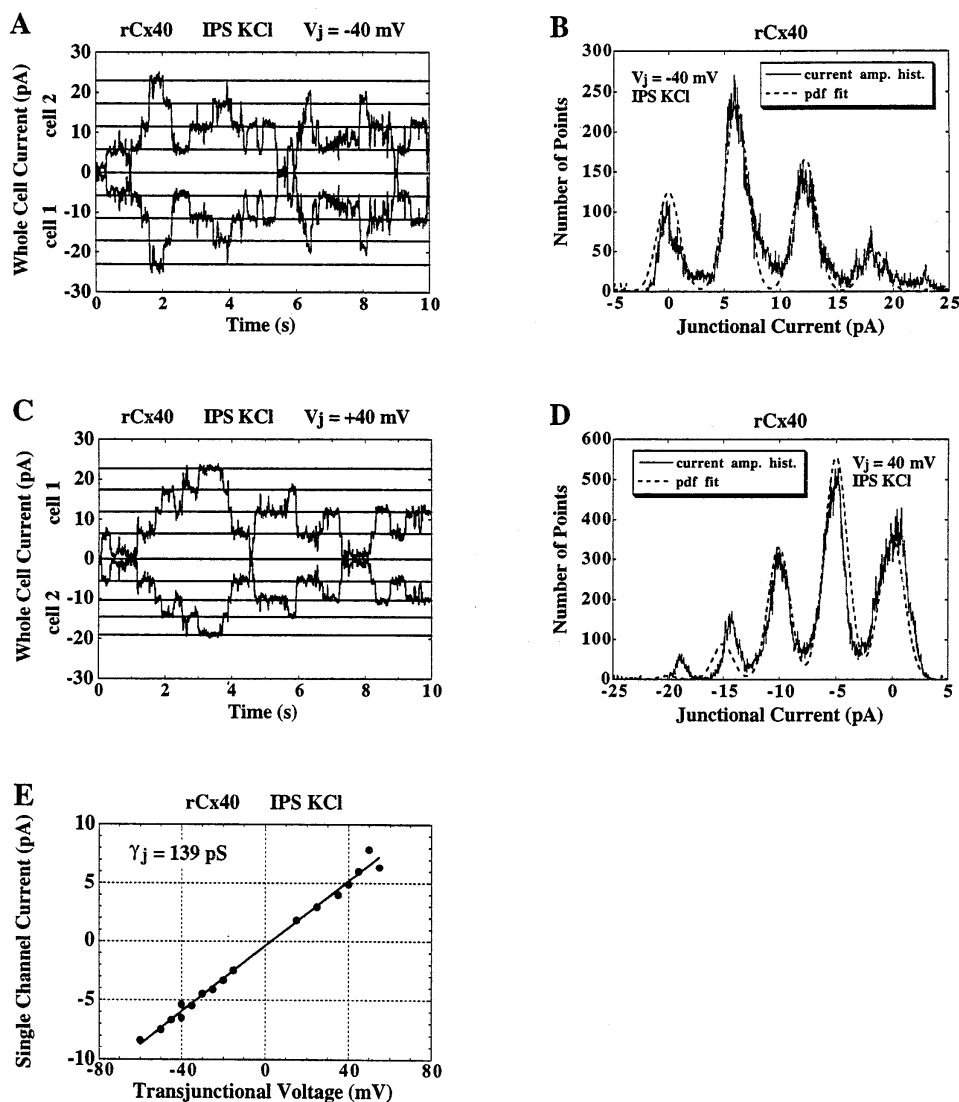 A
rCx40 IPS KCl Vj = -40 mV
Whole Cell Current (pA)
cell 1 cell 2
30
20
10
0
-10
-20
-30
0 2 4 6 8 10
Time (s)
B
rCx40
Vj = -40 mV
IPS KCl
current amp. hist.
pdf fit
Number of Points
300
250
200
150
100
50
0
-5 0 5 10 15 20 25
Junctional Current (pA)
C
rCx40 IPS KCl Vj = +40 mV
Whole Cell Current (pA)
cell 2 cell 1
30
20
10
0
-10
-20
-30
0 2 4 6 8 10
Time (s)
D
rCx40
current amp. hist.
pdf fit
Vj = 40 mV
IPS KCl
Number of Points
600
500
400
300
200
100
0
-25 -20 -15 -10 -5 0 5
Junctional Current (pA)
E
rCx40 IPS KCl
γj = 139 pS
Single Channel Current (pA)
10
5
0
-5
-10
-80 -40 0 40 80
Transjunctional Voltage (mV)